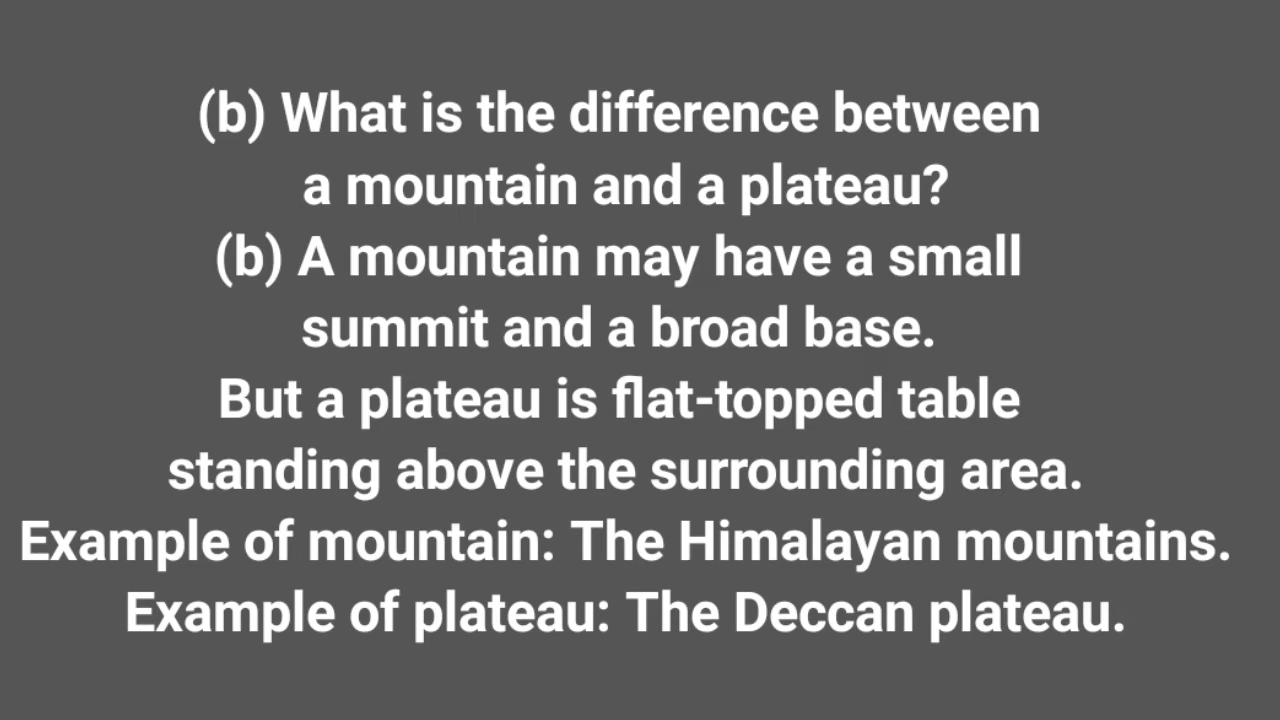 (b) What is the difference between
a mountain and a plateau?
(b) A mountain may have a small
summit and a broad base.
But a plateau is flat-topped table
standing above the surrounding area.
Example of mountain: The Himalayan mountains.
Example of plateau: The Deccan plateau.